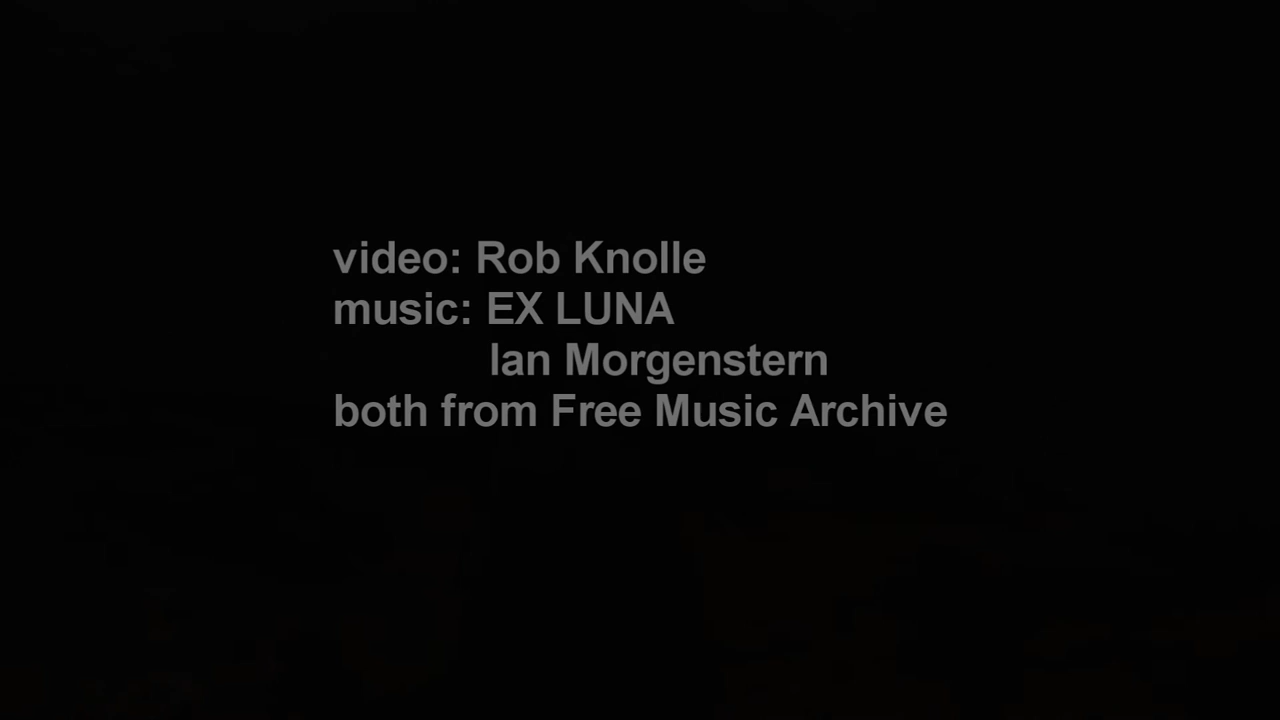 video: Rob Knolle
music: EX LUNA
Ian Morgenstern
both from Free Music Archive